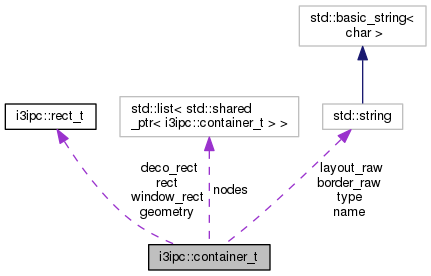 std::basic_string<
char >
i3ipc::rect_t
std::list< std::shared
_ptr< i3ipc::container_t > >
std::string
deco_rect
rect
window_rect
geometry
nodes
layout_raw
border_raw
type
name
i3ipc::container_t